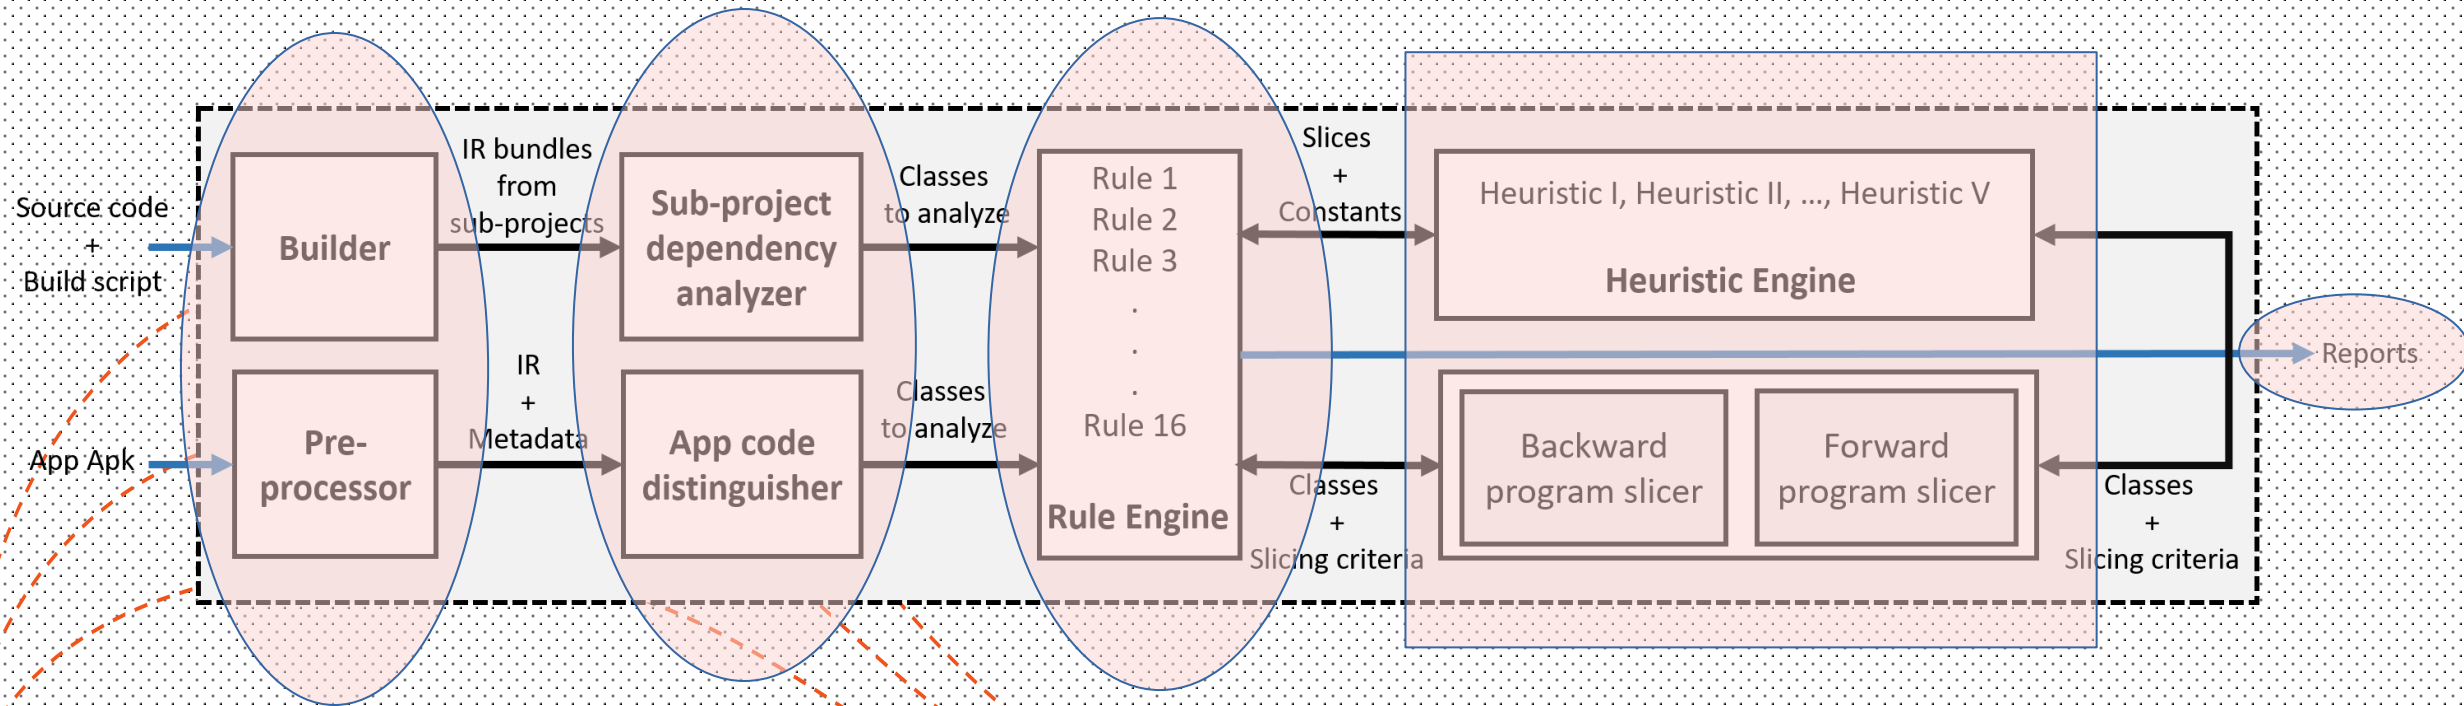 Source code
+
Build script
App Apk
Builder
Pre-
processor
IR bundles
from
sub-projects
IR
+
Metadata
Sub-project
dependency
analyzer
App code
distinguisher
Classes
to analyze
Classes
to analyze
Rule 1
Rule 2
Rule 3
.
.
.
Rule 16
Rule Engine
Slices
+
Constants
Classes
+
Slicing criteria
Heuristic I, Heuristic II, ..., Heuristic V
Heuristic Engine
Backward
program slicer
Forward
program slicer
Classes
+
Slicing criteria
Reports